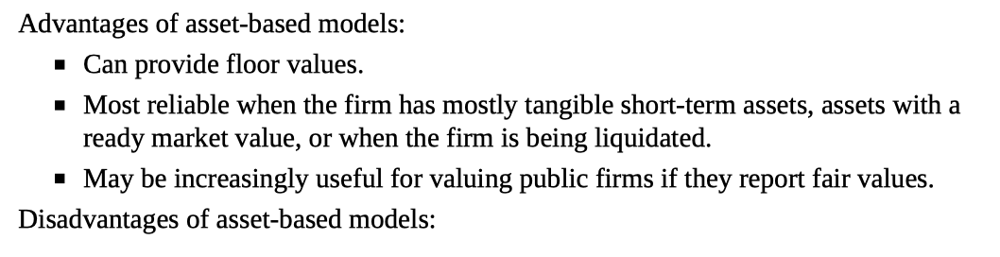 Advantages of asset-based models:
▪ Can provide floor values.
▪ Most reliable when the firm has mostly tangible short-term assets, assets with a
ready market value, or when the firm is being liquidated.
▪ May be increasingly useful for valuing public firms if they report fair values.
Disadvantages of asset-based models: